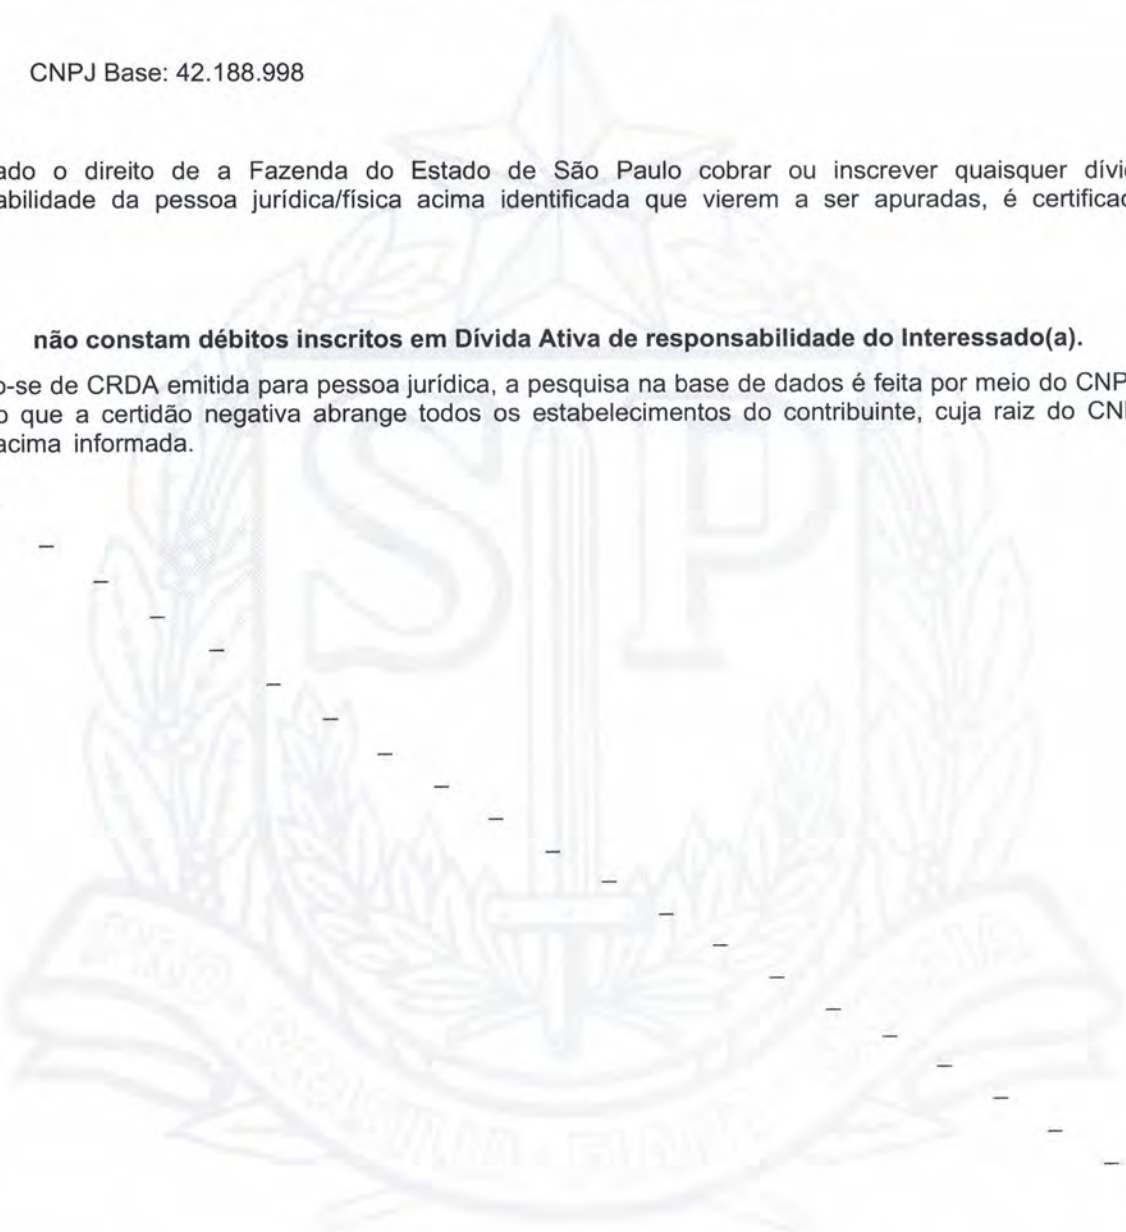 CNPJ Base: 42.188.998
ado o direito de a Fazenda do Estado de São Paulo cobrar ou inscrever quaisquer dívi
abilidade da pessoa jurídica/física acima identificada que vierem a ser apuradas, é certificad
não constam débitos inscritos em Dívida Ativa de responsabilidade do Interessado(a).
o-se de CRDA emitida para pessoa jurídica, a pesquisa na base de dados é feita por meio do CNP
o que a certidão negativa abrange todos os estabelecimentos do contribuinte, cuja raiz do CN
acima informada.
SP